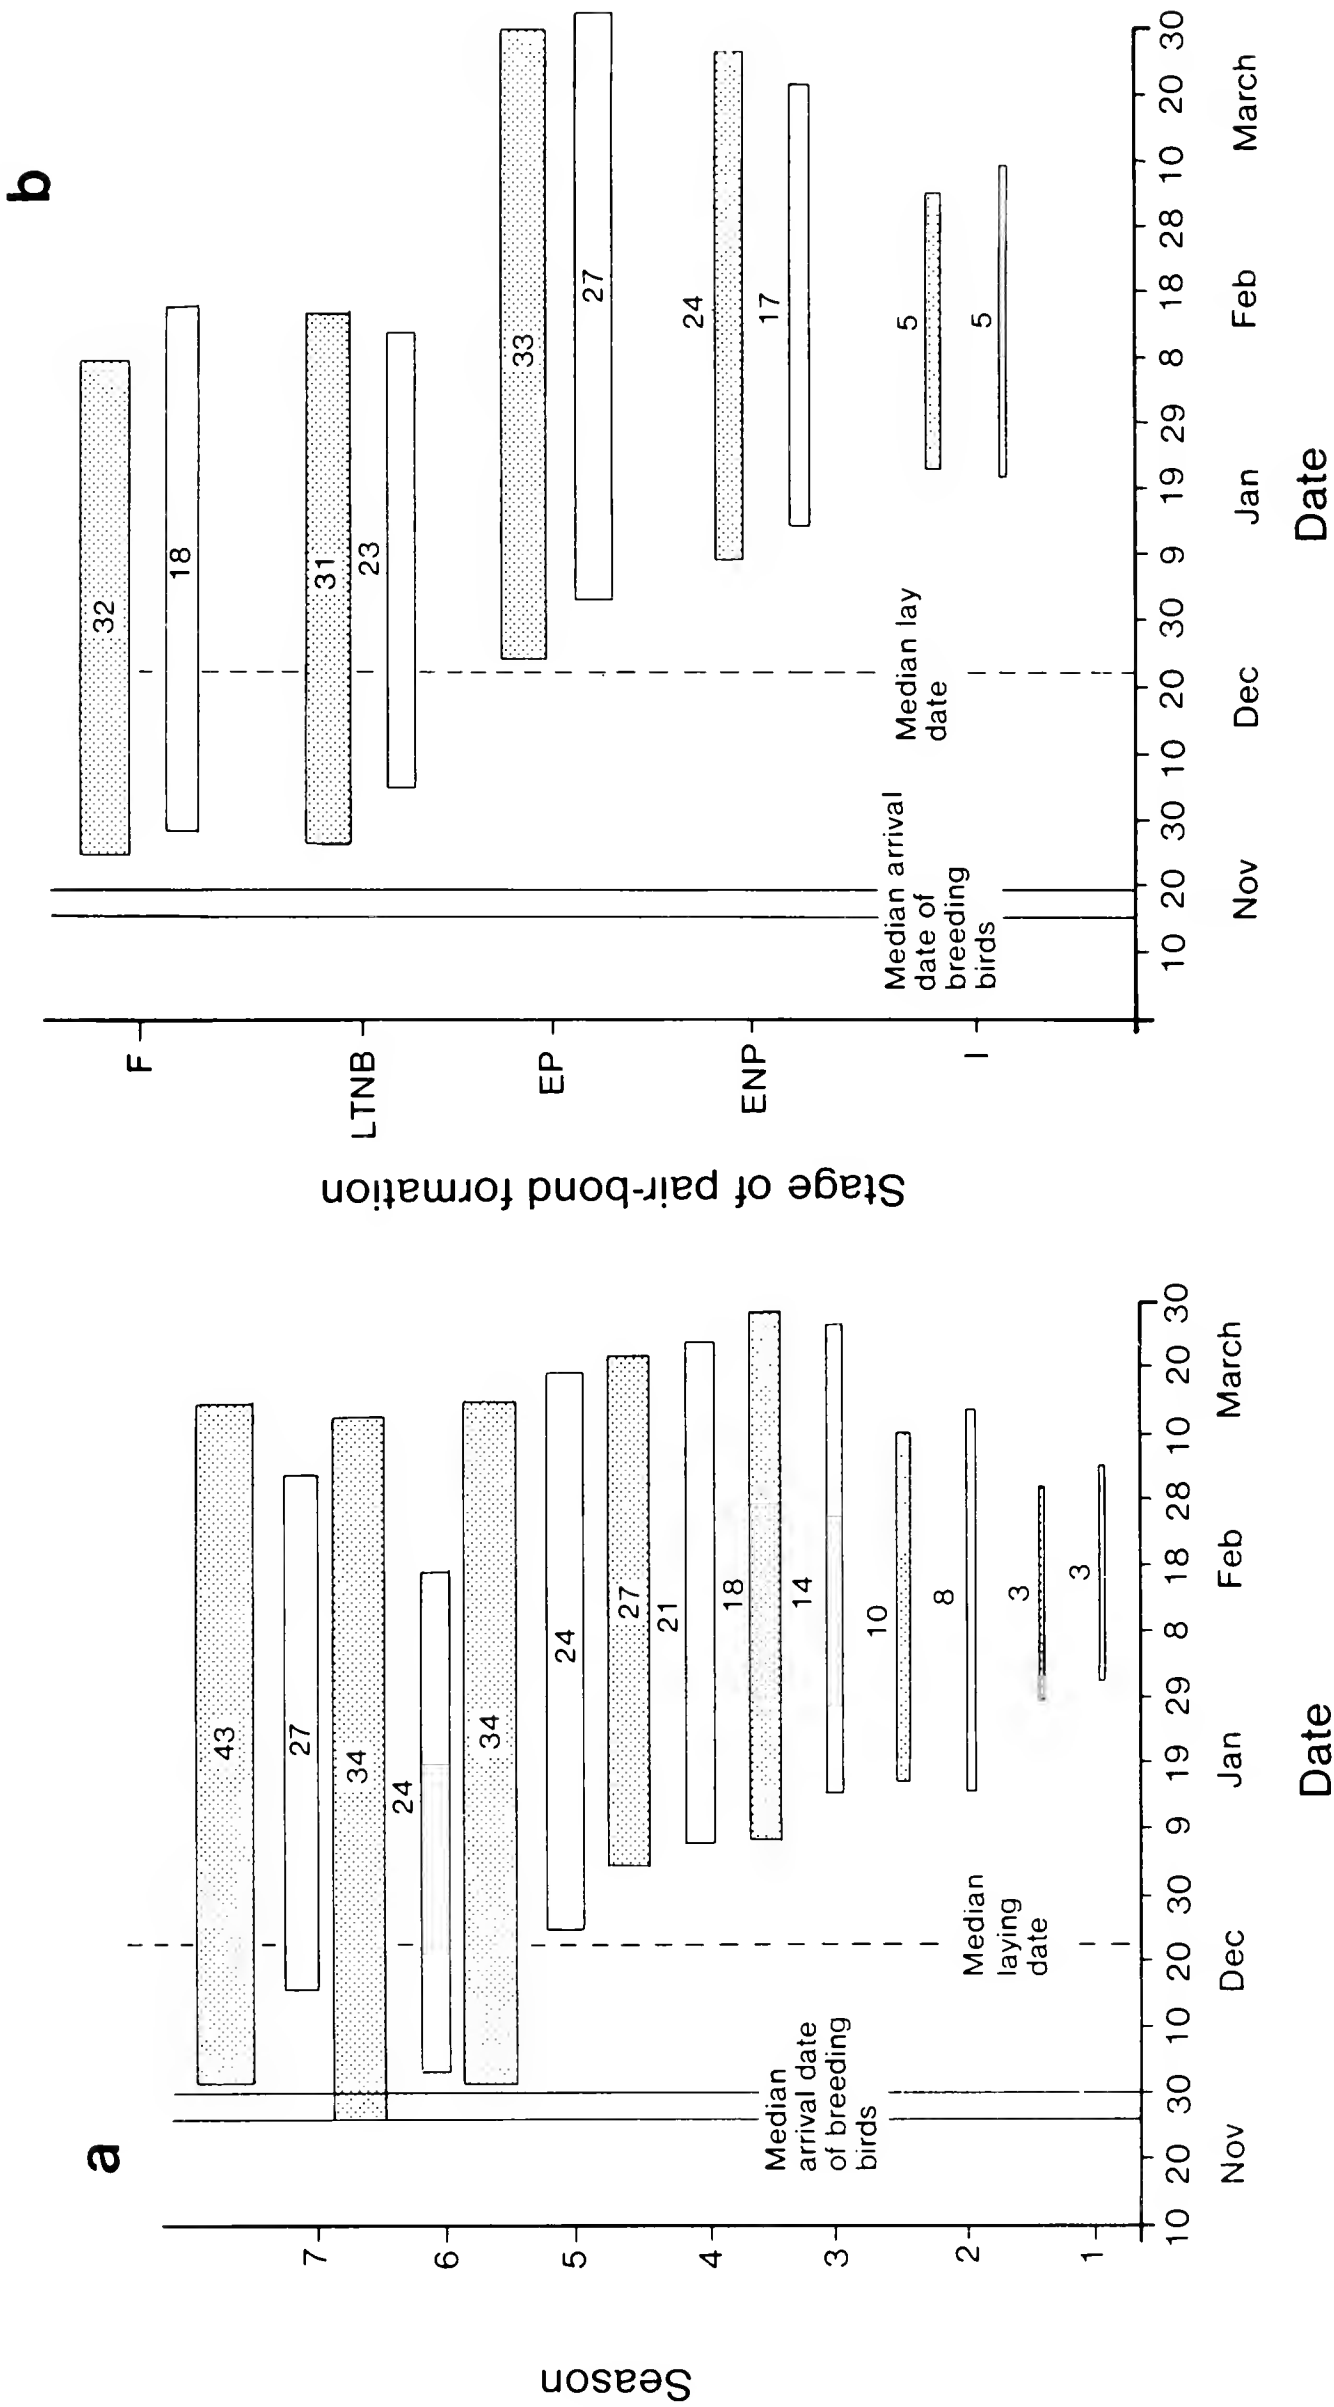 a
Season
7
6
5
4
3
2
1
43
27
34
24
34
24
27
21
18
14
10
8
3
3
Median
arrival date
of breeding
birds
Median
laying
date
10 20 30 10 20 30 9 19 29 8 18 28 10 20 30
Nov Dec Jan Feb March
Date
b
Stage of pair-bond formation
F
LTNB
EP
ENP
I
32
18
31
23
33
27
24
17
5
5
Median arrival
date of
breeding
birds
Median lay
date
10 20 30 10 20 30 9 19 29 8 18 28 10 20 30
Nov Dec Jan Feb March
Date